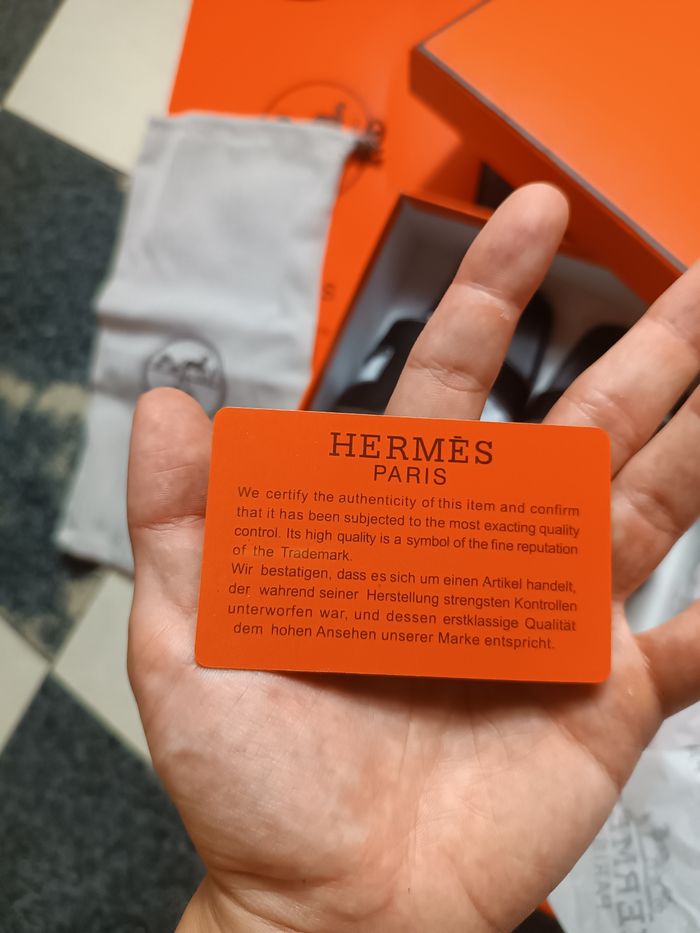 HERMĒS
PARIS
We certify the authenticity of this item and confirm
that it has been subjected to the most exacting quality
control. Its high quality is a symbol of the fine reputation
of the Trademark.
Wir bestatigen, dass es sich um einen Artikel handelt,
der wahrend seiner Herstellung strengsten Kontrollen
unterworfen war, und dessen erstklassige Qualität
dem hohen Ansehen unserer Marke entspricht.